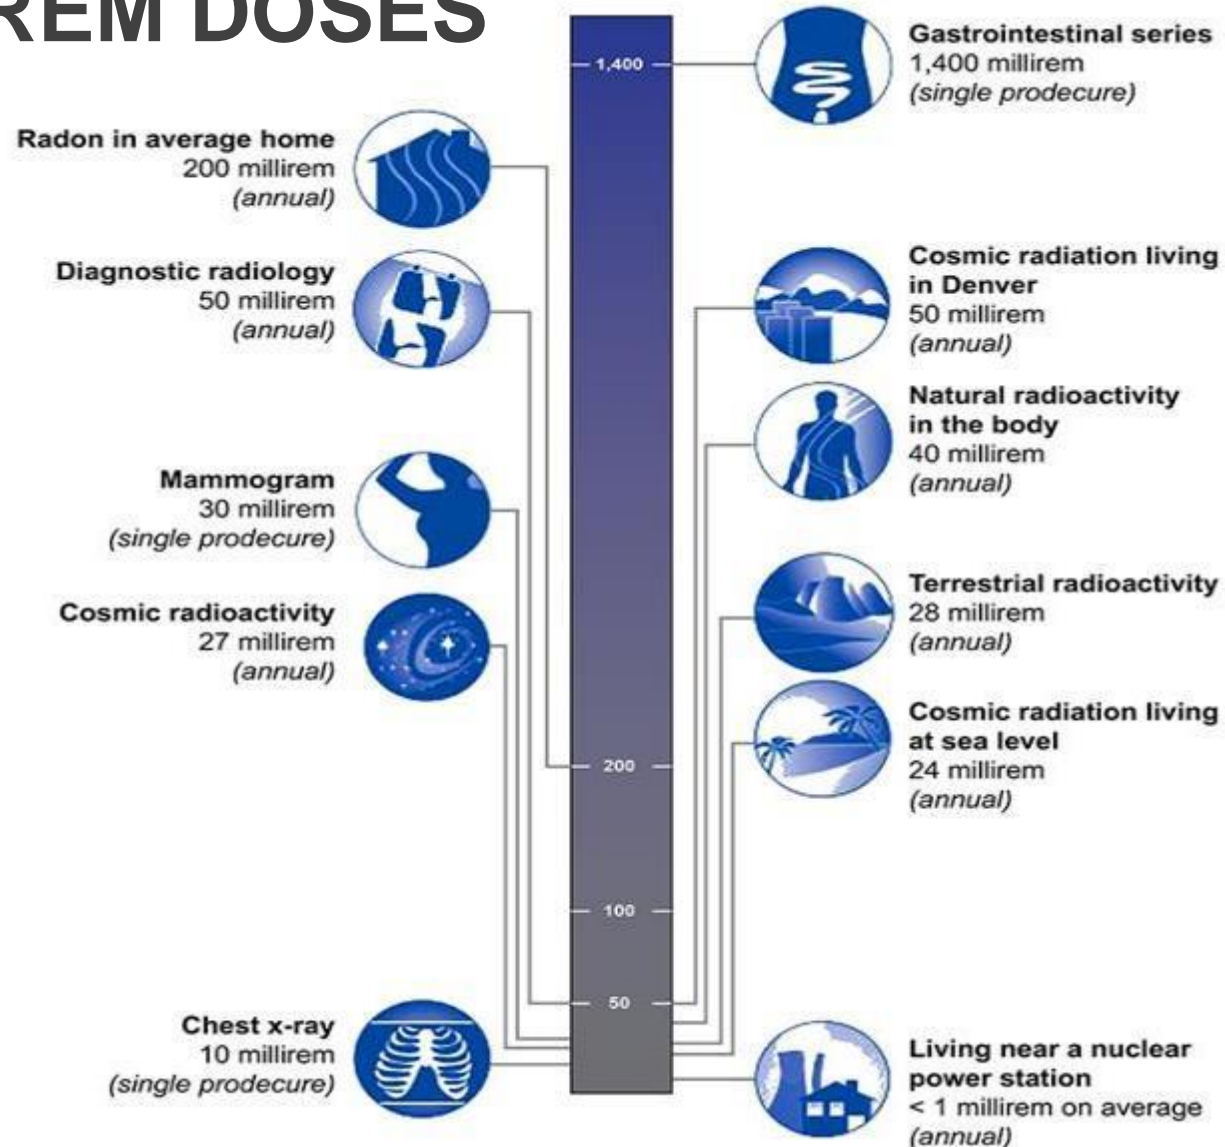 REM DOSES
Gastrointestinal series
1,400 millirem
(single prodecure)
1,400
Radon in average home
200 millirem
(annual)
Diagnostic radiology
50 millirem
(annual)
Cosmic radiation living
in Denver
50 millirem
(annual)
Natural radioactivity
in the body
40 millirem
(annual)
Mammogram
30 millirem
(single prodecure)
Cosmic radioactivity
27 millirem
(annual)
Terrestrial radioactivity
28 millirem
(annual)
Cosmic radiation living
at sea level
24 millirem
(annual)
200
100
50
Chest x-ray
10 millirem
(single prodecure)
Living near a nuclear
power station
< 1 millirem on average
(annual)